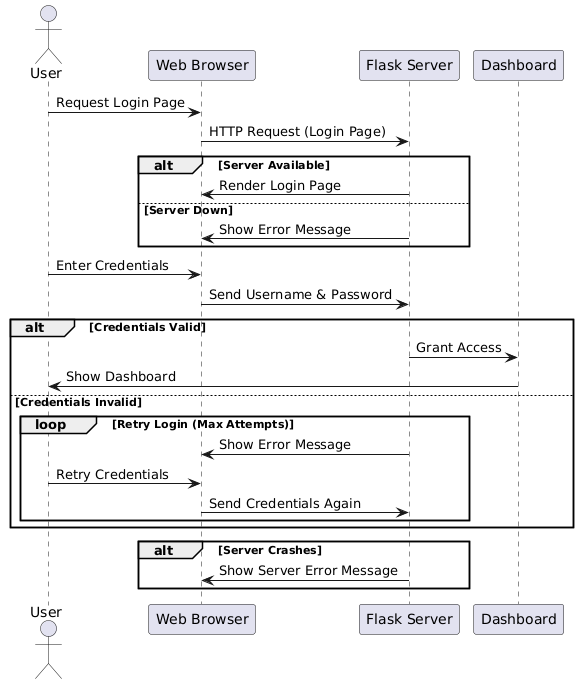 User
Web Browser
Flask Server
Dashboard
Request Login Page
HTTP Request (Login Page)
alt [Server Available]
Render Login Page
[Server Down]
Show Error Message
Enter Credentials
Send Username & Password
alt [Credentials Valid]
Grant Access
Show Dashboard
[Credentials Invalid]
loop [Retry Login (Max Attempts)]
Show Error Message
Retry Credentials
Send Credentials Again
alt [Server Crashes]
Show Server Error Message
User
Web Browser
Flask Server
Dashboard